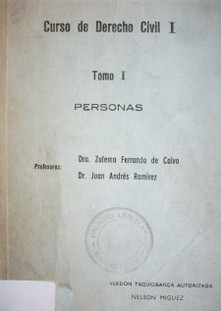 Curso de Derecho Civil I
Tomo I
PERSONAS
Profesores:
Dra. Zulema Fernando de Calvo
Dr. Juan Andrés Ramírez
VERSION TAQUIGRAFICA AUTORIZADA
NELSON MIGUEZ